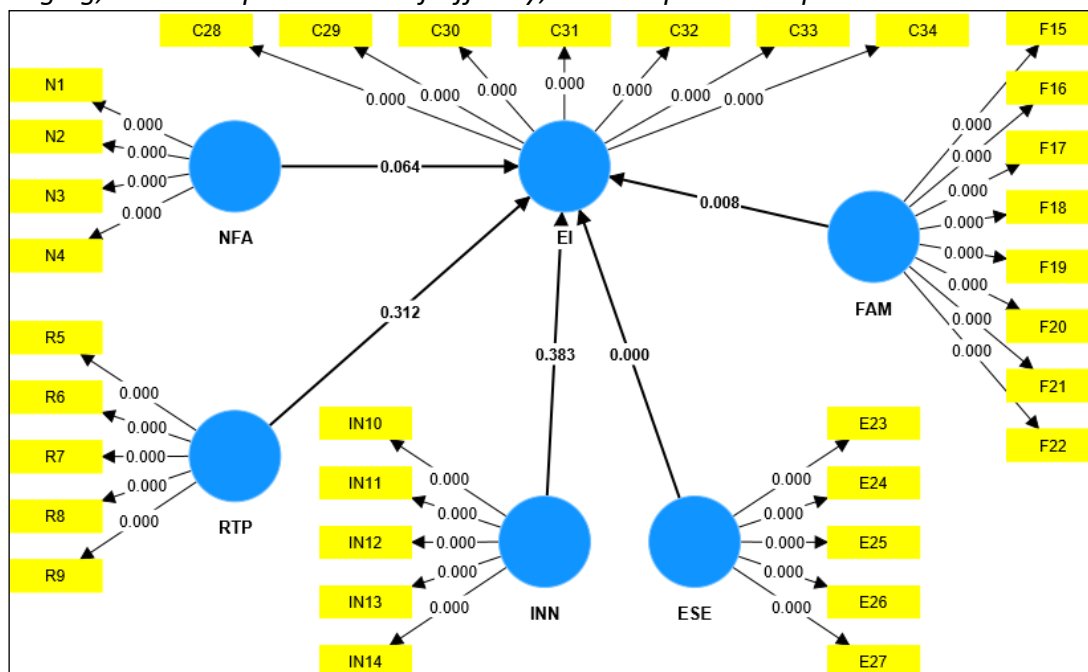 C28 C29 C30 C31 C32 C33 C34
0.000 0.000 0.000 0.000 0.000 0.000 0.000
N1
N2
N3
N4
0.000
0.000
0.000
0.000
NFA
0.064
EI
0.008
FAM
0.000
0.000
0.000
0.000
0.000
0.000
0.000
0.000
F15
F16
F17
F18
F19
F20
F21
F22
R5
R6
R7
R8
R9
0.000
0.000
0.000
0.000
0.000
RTP
0.312
0.383
0.000
IN10
IN11
IN12
IN13
IN14
0.000
0.000
0.000
0.000
0.000
INN
ESE
0.000
0.000
0.000
0.000
0.000
E23
E24
E25
E26
E27